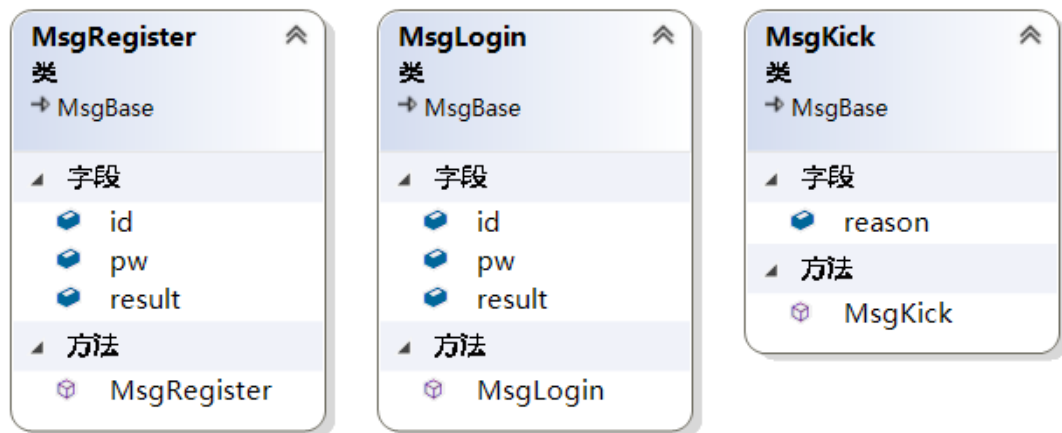 MsgRegister
类
MsgBase
字段
id
pw
result
方法
MsgRegister
MsgLogin
类
MsgBase
字段
id
pw
result
方法
MsgLogin
MsgKick
类
MsgBase
字段
reason
方法
MsgKick